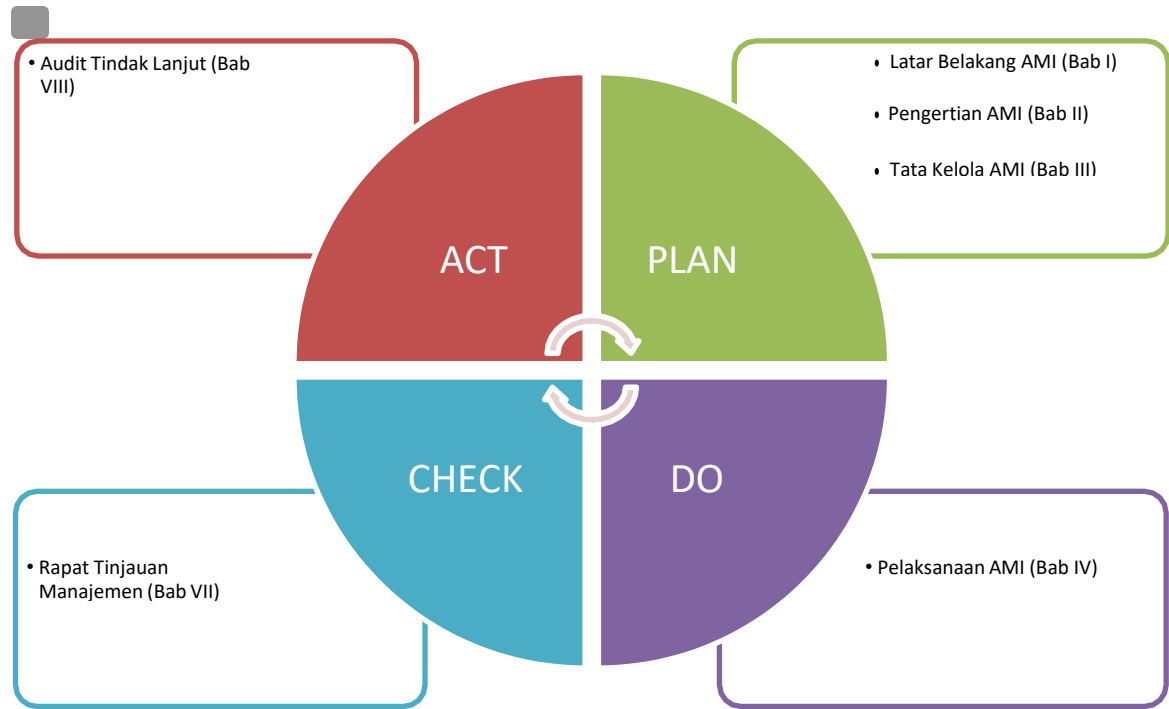 • Audit Tindak Lanjut (Bab
VIII)
• Latar Belakang AMI (Bab I)
• Pengertian AMI (Bab II)
• Tata Kelola AMI (Bab III)
ACT
PLAN
CHECK
DO
• Rapat Tinjauan
Manajemen (Bab VII)
• Pelaksanaan AMI (Bab IV)